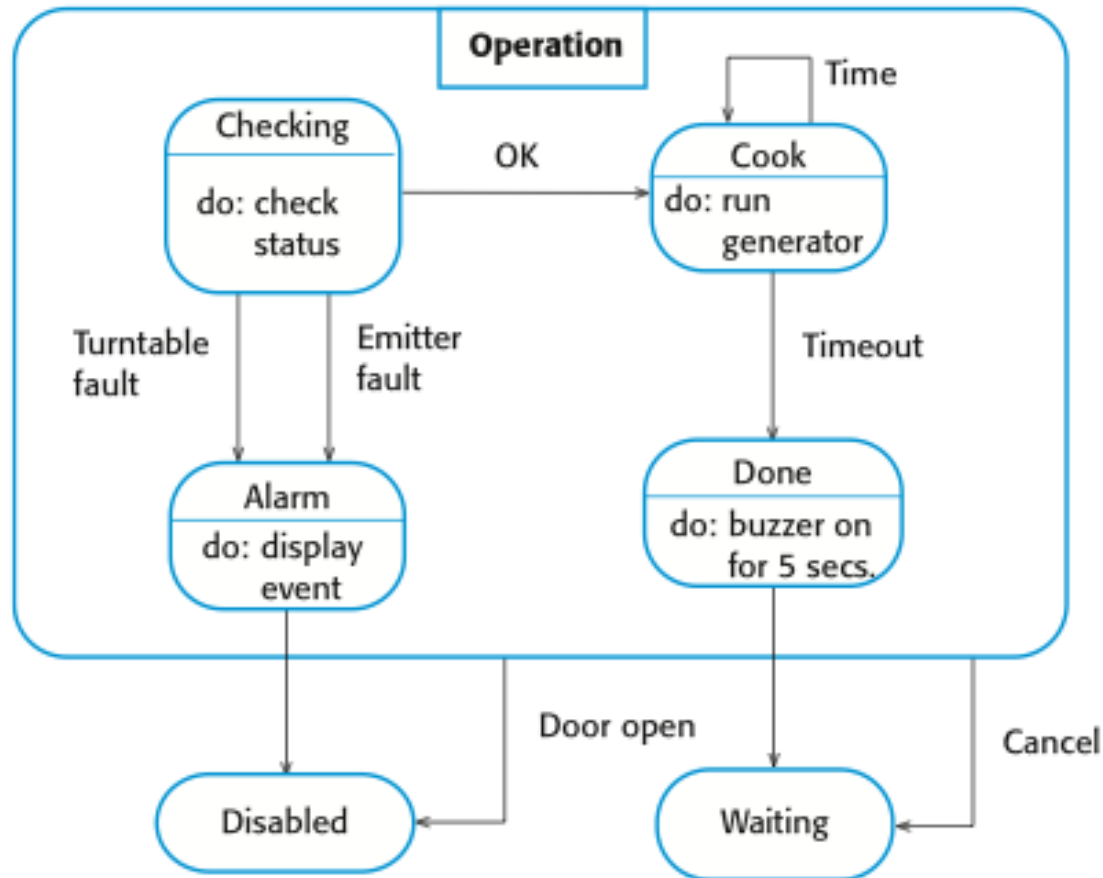 Operation
Time
Checking
OK
Cook
do: check
status
do: run
generator
Turntable
fault
Emitter
fault
Timeout
Alarm
do: display
event
Done
do: buzzer on
for 5 secs.
Door open
Cancel
Disabled
Waiting